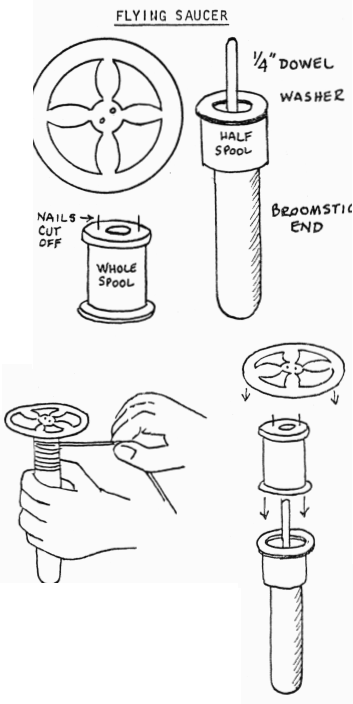 FLYING SAUCER
1/4" DOWEL
WASHER
HALF
SPOOL
NAILS
CUT
OFF
WHOLE
SPOOL
BROOMSTIC
END